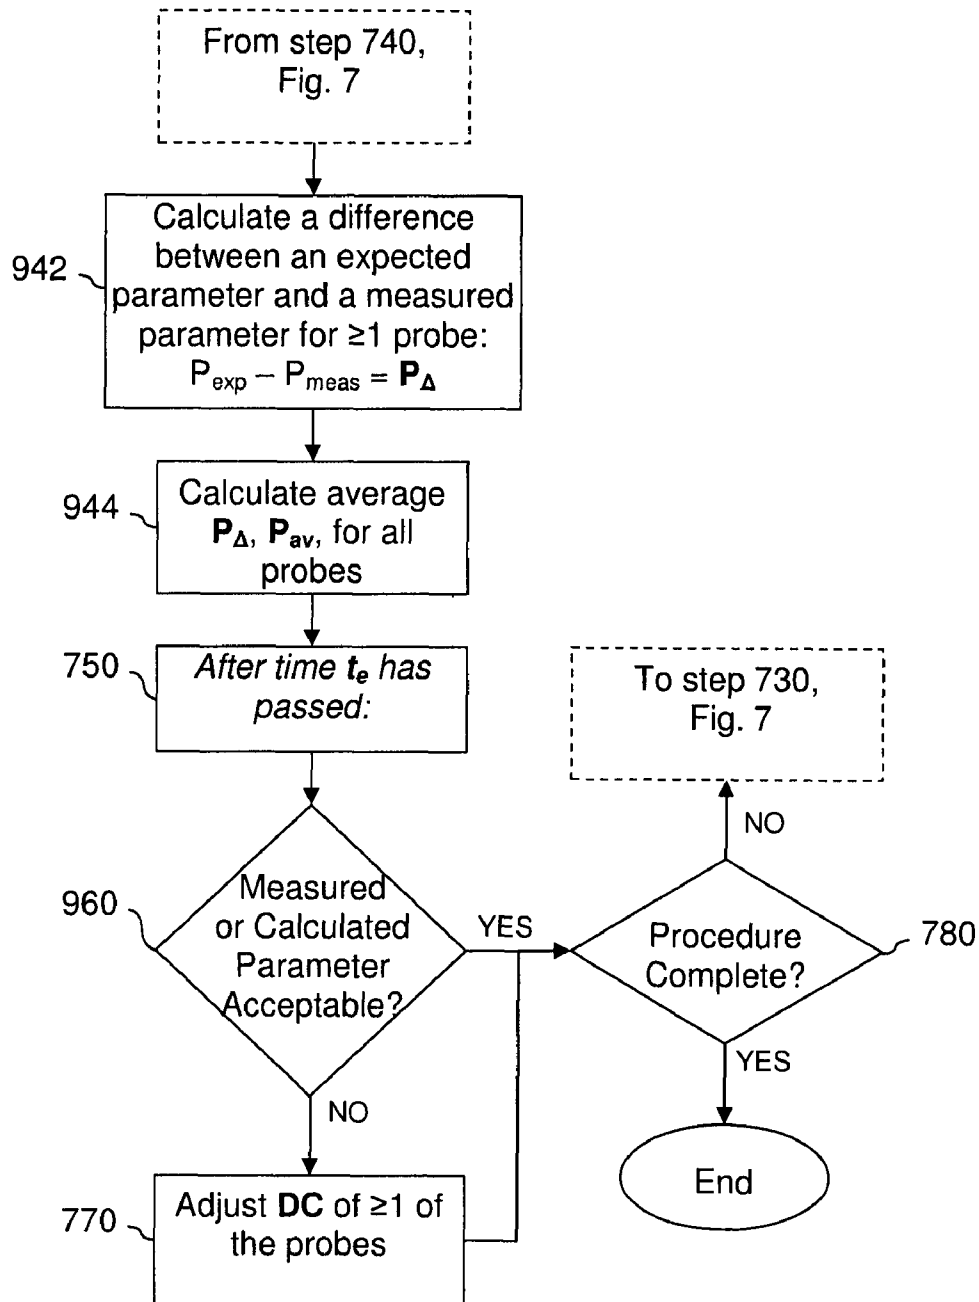 From step 740,
Fig. 7
942
Calculate a difference
between an expected
parameter and a measured
parameter for ≥1 probe:
Pexp – Pmeas = PΔ
944
Calculate average
PΔ, Pav, for all
probes
750
After time te has
passed:
To step 730,
Fig. 7
NO
960
Measured
or Calculated
Parameter
Acceptable?
YES
Procedure
Complete?
780
YES
NO
End
770
Adjust DC of ≥1 of
the probes